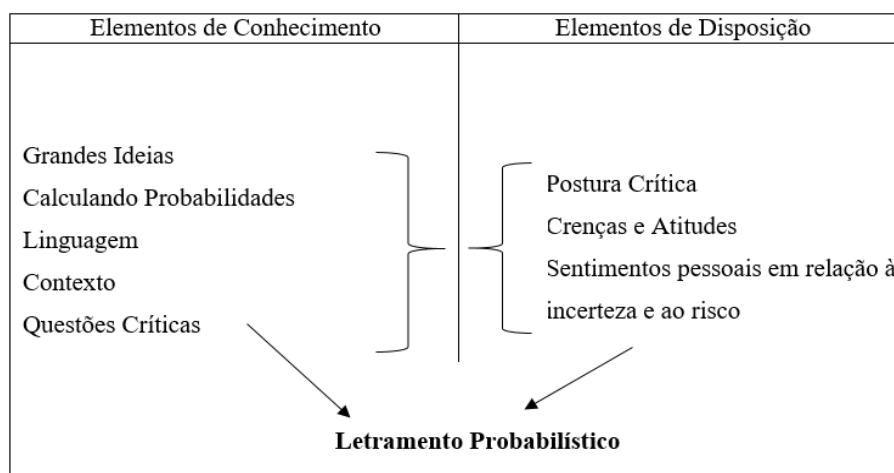 Elementos de Conhecimento
Elementos de Disposição
Grandes Ideias
Calculando Probabilidades
Linguagem
Contexto
Questões Críticas
Postura Crítica
Crenças e Atitudes
Sentimentos pessoais em relação à
incerteza e ao risco
Letramento Probabilístico